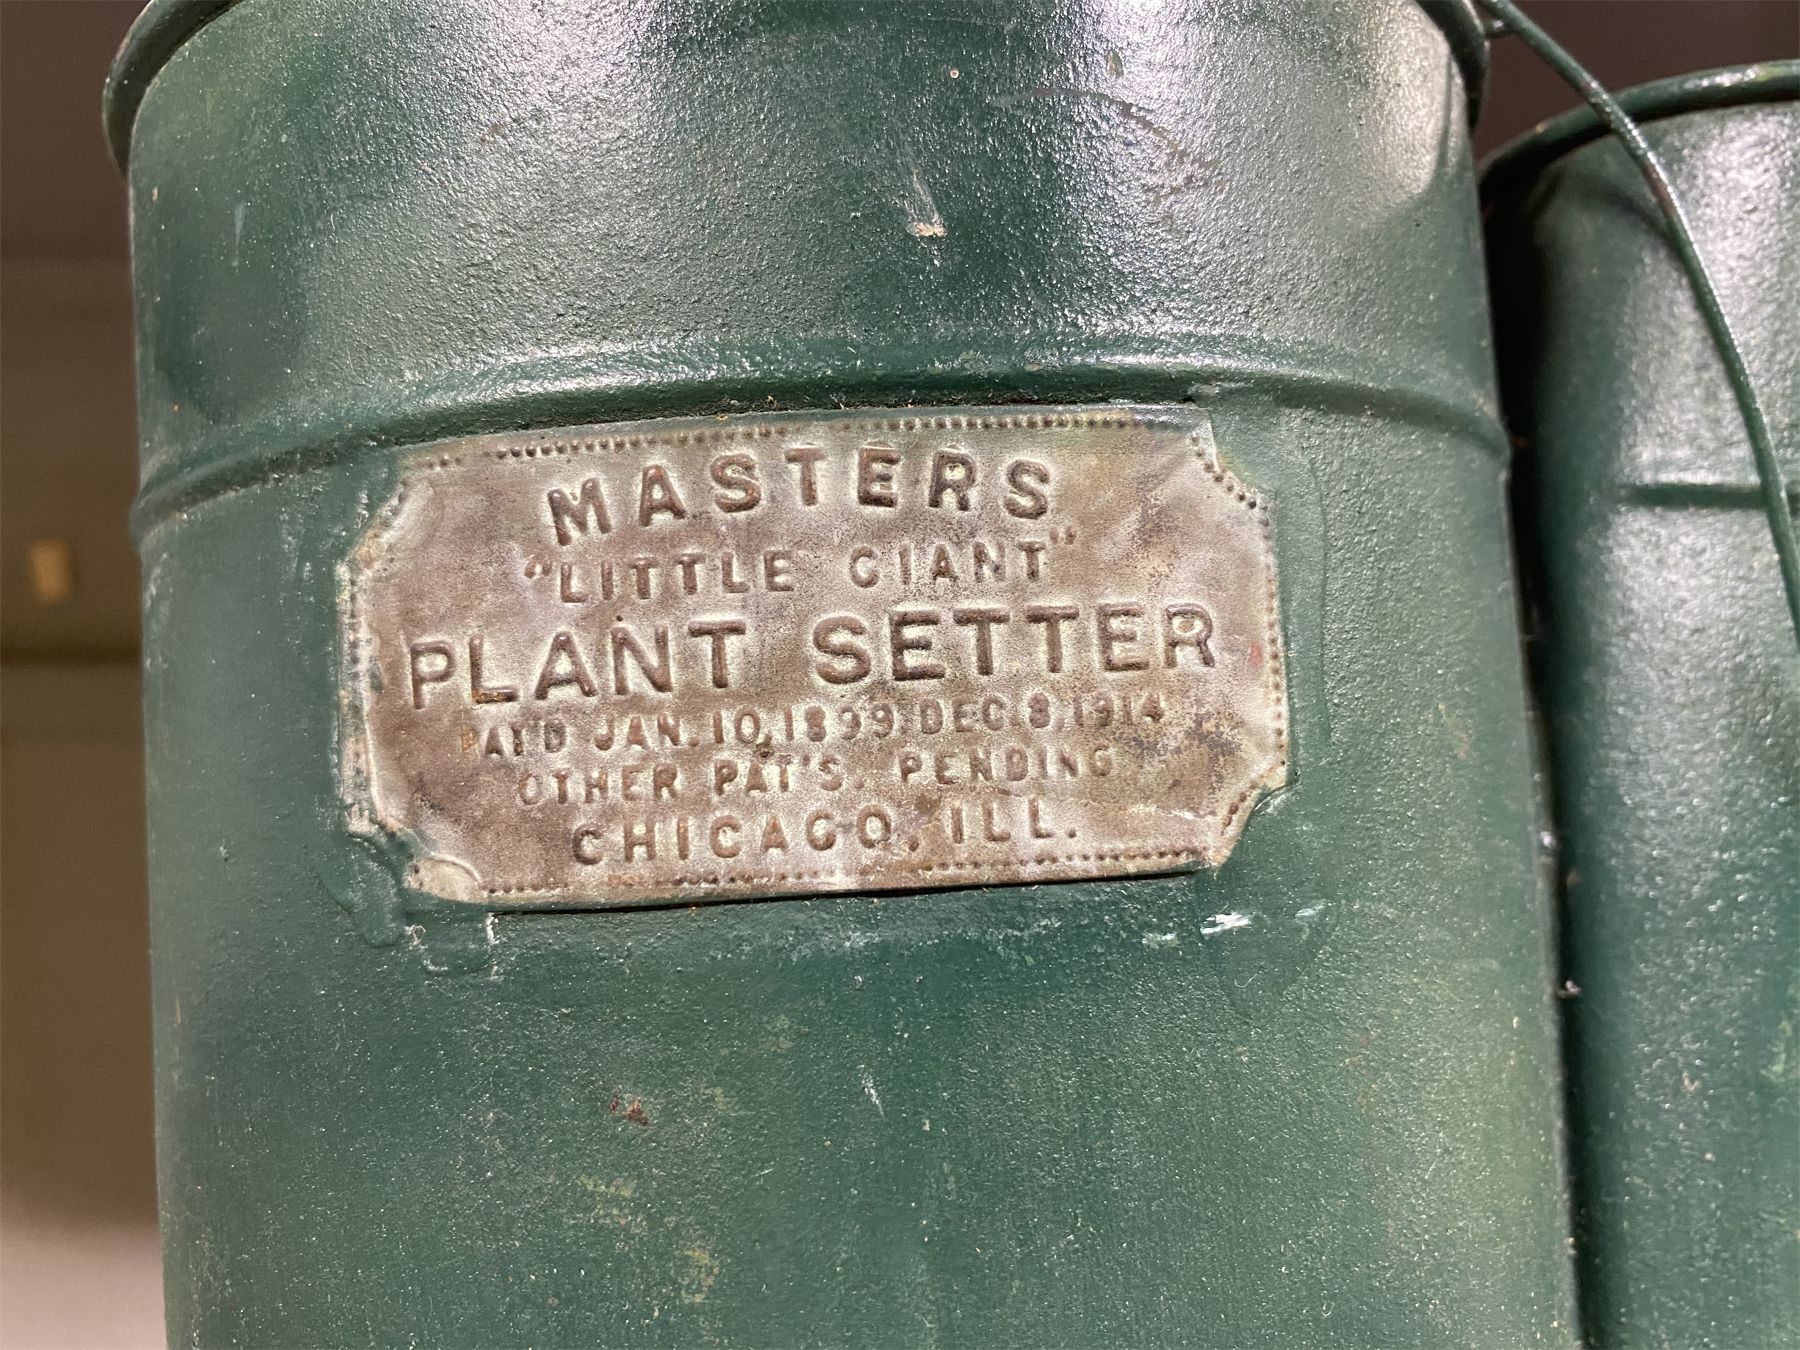 MASTERS
"LITTLE GIANT"
PLANT SETTER
PAT'D JAN. 10, 1899 DEC. 8, 1914
OTHER PAT'S. PENDING
CHICAGO, ILL.